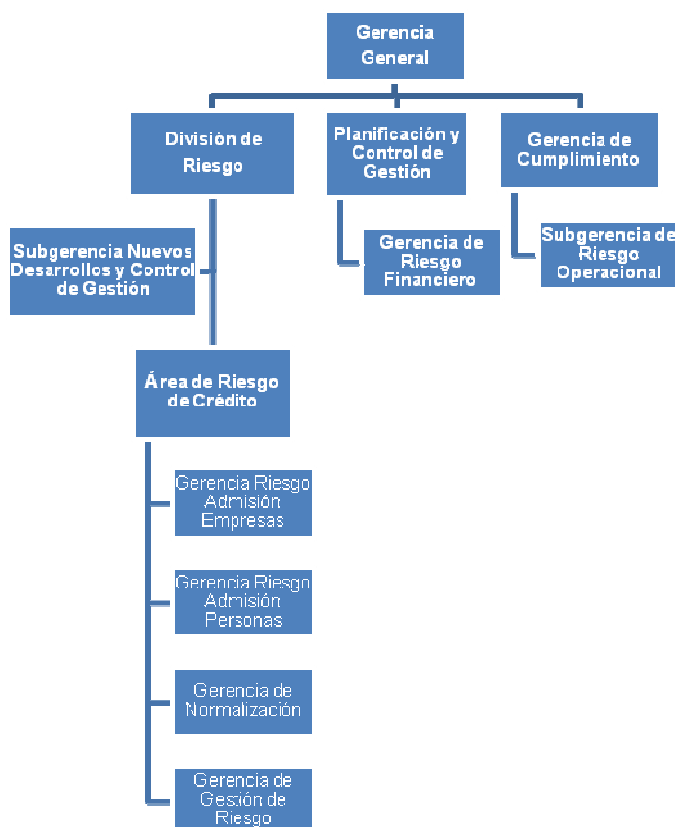 Gerencia
General
División de
Riesgo
Planificación y
Control de
Gestión
Gerencia de
Cumplimiento
Subgerencia Nuevos
Desarrollos y Control
de Gestión
Gerencia de
Riesgo
Financiero
Subgerencia de
Riesgo
Operacional
Área de Riesgo
de Crédito
Gerencia Riesgo
Admisión
Empresas
Gerencia Riesgo
Admisión
Personas
Gerencia de
Normalización
Gerencia de
Gestión de
Riesgo